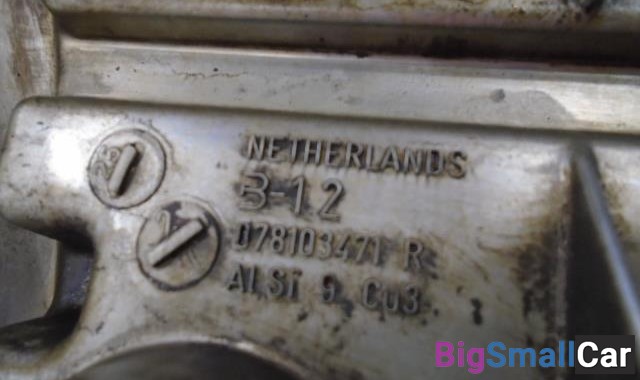 NETHERLANDS
B-12
078103471 R
AlSi 9 Cu3
BigSmallCar